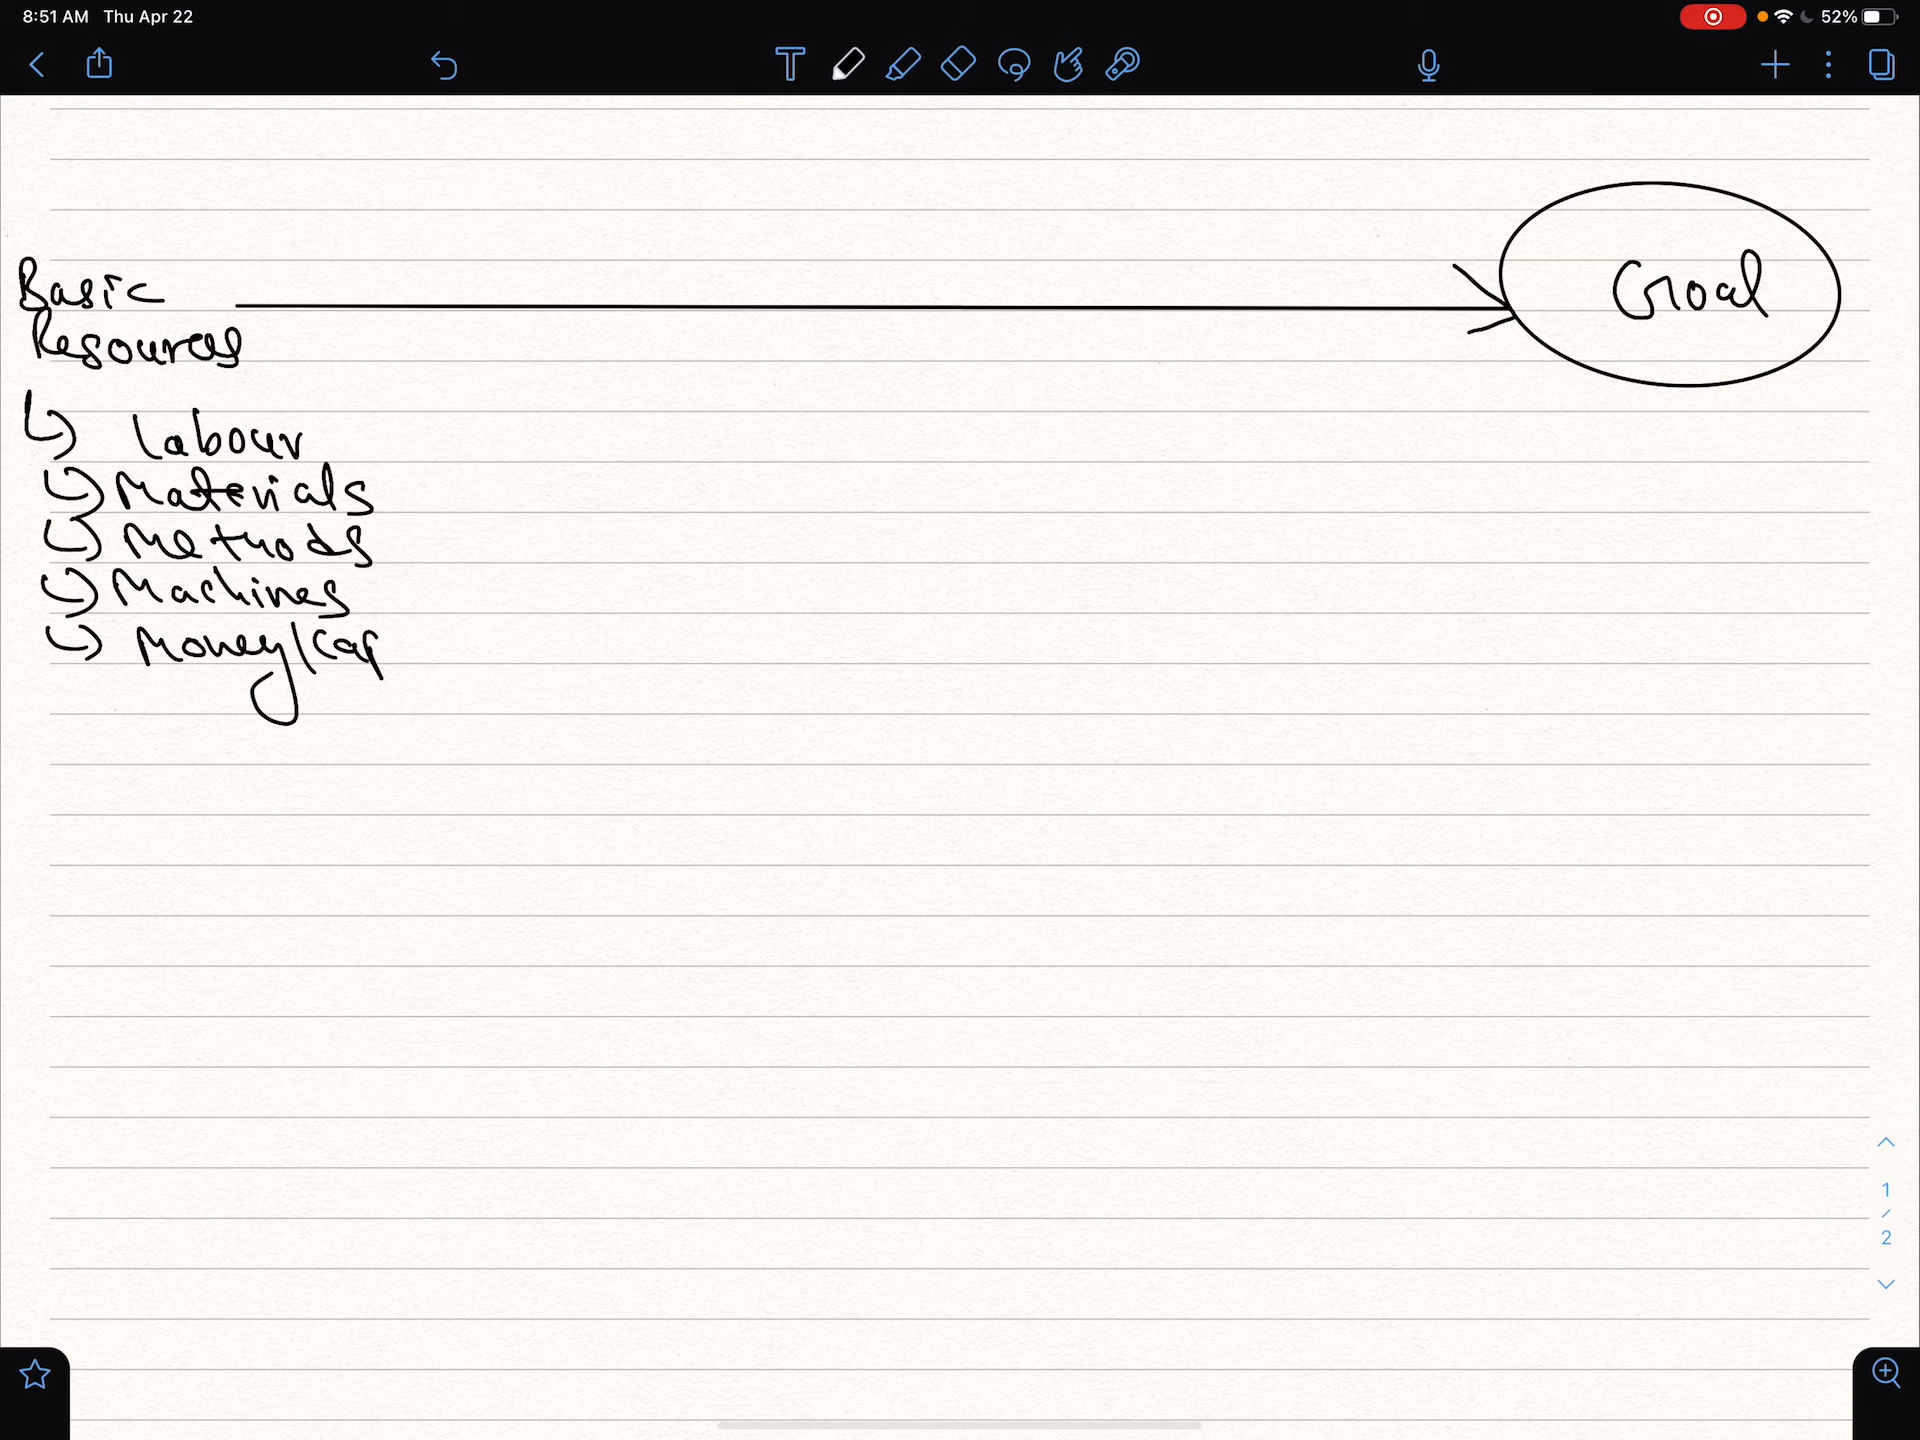 8:51 AM Thu Apr 22
52%
Basic
Resources
Goal
Labour
Materials
Methods
Machines
Money/Cap
1
/
2